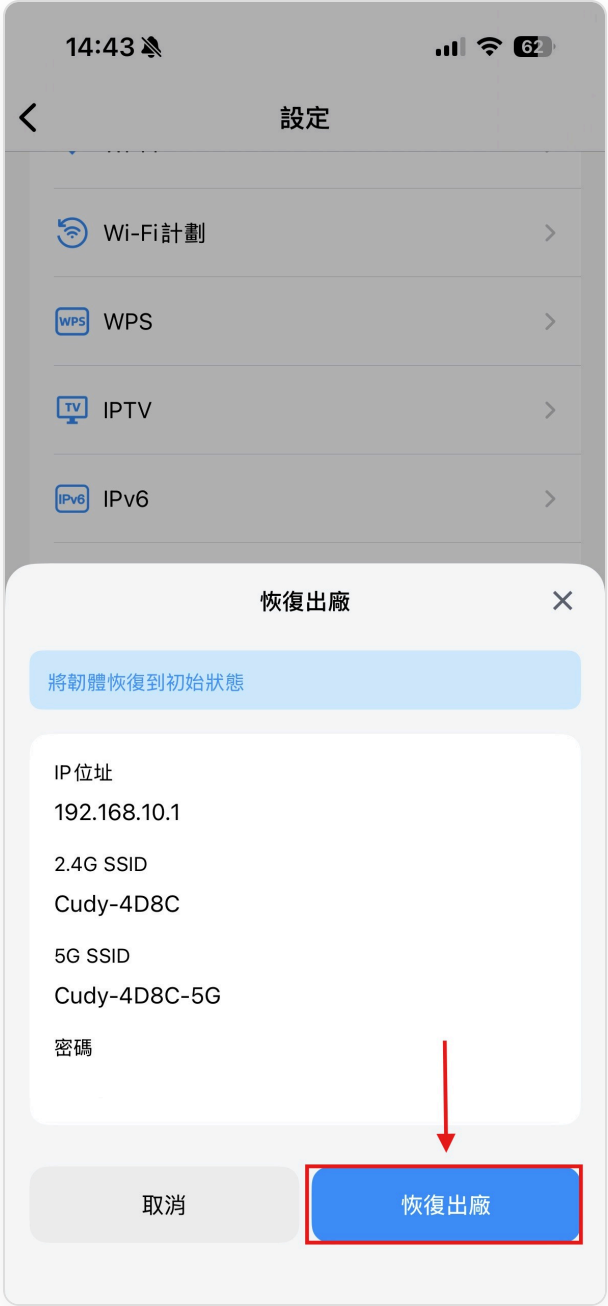 14:43
62
設定
Wi-Fi計劃
WPS
WPS
TV
IPTV
IPv6
IPv6
恢復出廠
將韌體恢復到初始狀態
IP位址
192.168.10.1
2.4G SSID
Cudy-4D8C
5G SSID
Cudy-4D8C-5G
密碼
取消
恢復出廠